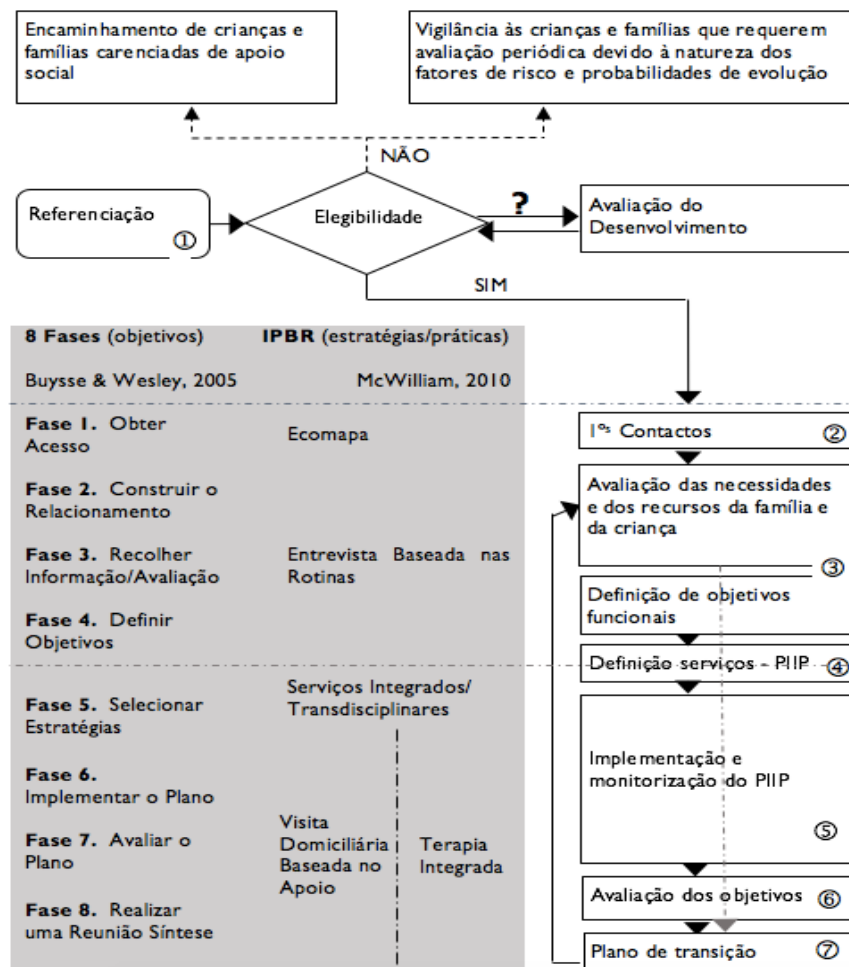 Encaminhamento de crianças e
famílias carenciadas de apoio
social
Vigilância às crianças e famílias que requerem
avaliação periódica devido à natureza dos
fatores de risco e probabilidades de evolução
NÃO
Referenciação
①
Elegibilidade
?
Avaliação do
Desenvolvimento
SIM
8 Fases (objetivos)
IPBR (estratégias/práticas)
Buysse & Wesley, 2005
McWilliam, 2010
Fase 1. Obter
Acesso
Ecomapa
1ºˢ Contactos
②
Fase 2. Construir o
Relacionamento
Avaliação das necessidades
e dos recursos da família e
da criança
③
Fase 3. Recolher
Informação/Avaliação
Entrevista Baseada nas
Rotinas
Fase 4. Definir
Objetivos
Definição de objetivos
funcionais
Definição serviços - PIIP
④
Fase 5. Selecionar
Estratégias
Serviços Integrados/
Transdisciplinares
Fase 6.
Implementar o Plano
Implementação e
monitorização do PIIP
⑤
Fase 7. Avaliar o
Plano
Visita
Domiciliária
Baseada no
Apoio
Terapia
Integrada
Fase 8. Realizar
uma Reunião Síntese
Avaliação dos objetivos
⑥
Plano de transição
⑦